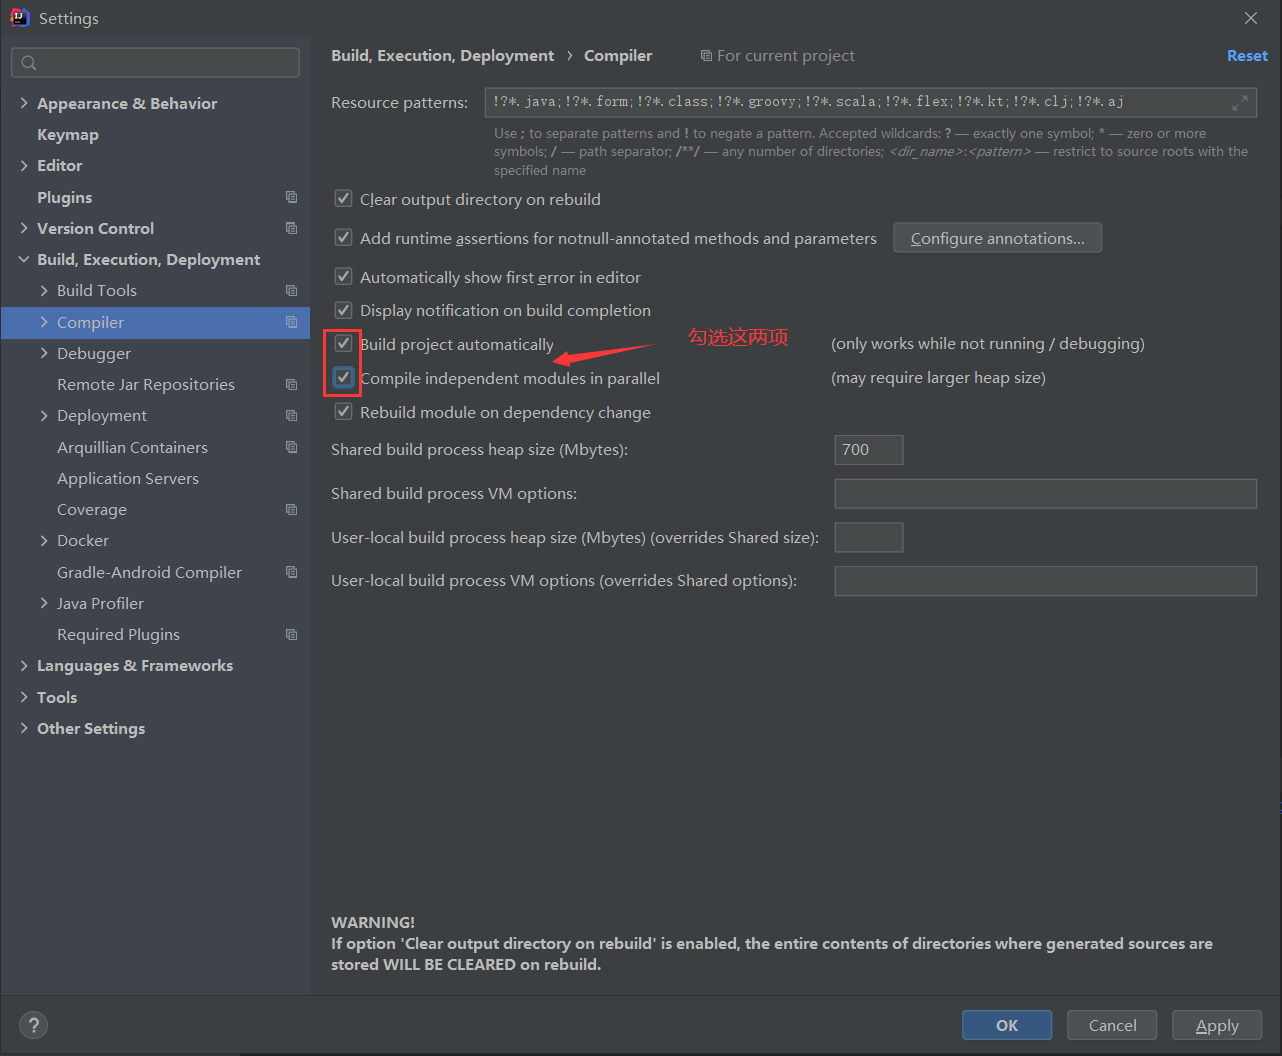 Settings
Build, Execution, Deployment › Compiler For current project Reset
Appearance & Behavior
Keymap
Editor
Plugins
Version Control
Build, Execution, Deployment
Build Tools
Compiler
Debugger
Remote Jar Repositories
Deployment
Arquillian Containers
Application Servers
Coverage
Docker
Gradle-Android Compiler
Java Profiler
Required Plugins
Languages & Frameworks
Tools
Other Settings
Resource patterns: !?*.java;!?*.form;!?*.class;!?*.groovy;!?*.scala;!?*.flex;!?*.kt;!?*.clj;!?*.aj
Use ; to separate patterns and ! to negate a pattern. Accepted wildcards: ? — exactly one symbol; * — zero or more
symbols; / — path separator; /**/ — any number of directories; <dir_name>:<pattern> — restrict to source roots with the
specified name
Clear output directory on rebuild
Add runtime assertions for notnull-annotated methods and parameters Configure annotations...
Automatically show first error in editor
Display notification on build completion
Build project automatically 勾选这两项 (only works while not running / debugging)
Compile independent modules in parallel (may require larger heap size)
Rebuild module on dependency change
Shared build process heap size (Mbytes): 700
Shared build process VM options:
User-local build process heap size (Mbytes) (overrides Shared size):
User-local build process VM options (overrides Shared options):
WARNING!
If option 'Clear output directory on rebuild' is enabled, the entire contents of directories where generated sources are
stored WILL BE CLEARED on rebuild.
? OK Cancel Apply